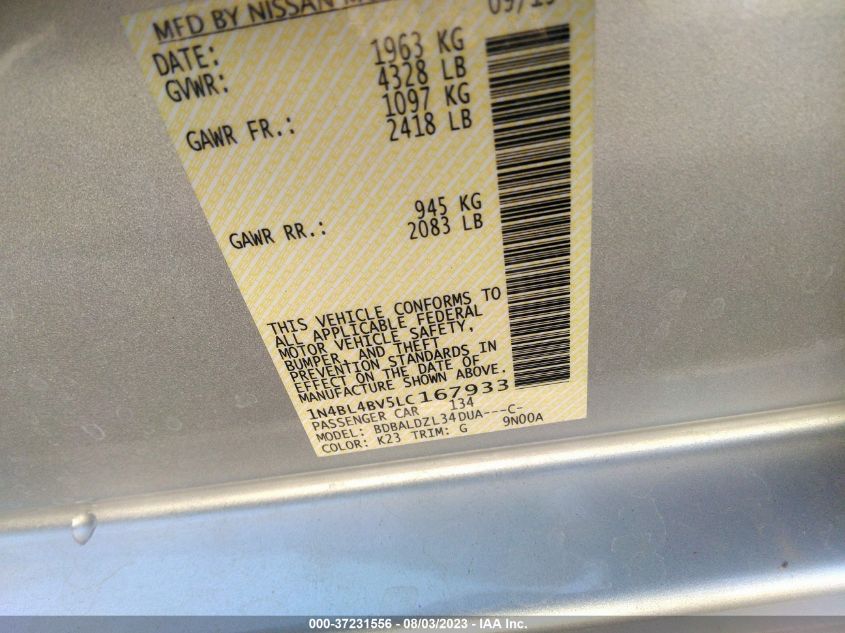 MFD BY NISSAN
DATE: 09/19
GVWR: 1963 KG
4328 LB
GAWR FR.: 1097 KG
2418 LB
GAWR RR.: 945 KG
2083 LB
THIS VEHICLE CONFORMS TO
ALL APPLICABLE FEDERAL
MOTOR VEHICLE SAFETY,
BUMPER, AND THEFT
PREVENTION STANDARDS IN
EFFECT ON THE DATE OF
MANUFACTURE SHOWN ABOVE.
1N4BL4BV5LC167933
PASSENGER CAR 134
MODEL: BDBALDZL34DUA---C-
COLOR: K23 TRIM: G 9N00A
000-37231556 - 08/03/2023 - IAA Inc.